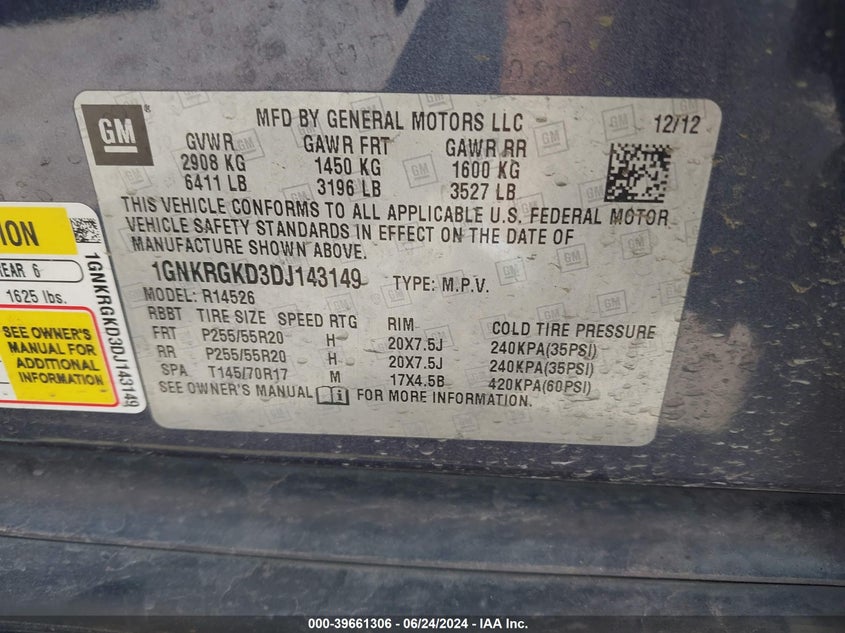 GM ®
MFD BY GENERAL MOTORS LLC 12/12
GVWR GAWR FRT GAWR RR
2908 KG 1450 KG 1600 KG
6411 LB 3196 LB 3527 LB
THIS VEHICLE CONFORMS TO ALL APPLICABLE U.S. FEDERAL MOTOR
VEHICLE SAFETY STANDARDS IN EFFECT ON THE DATE OF
MANUFACTURE SHOWN ABOVE.
1GNKRGKD3DJ143149 TYPE: M.P.V.
MODEL: R14526
RBBT TIRE SIZE SPEED RTG RIM COLD TIRE PRESSURE
FRT P255/55R20 H 20X7.5J 240KPA(35PSI)
RR P255/55R20 H 20X7.5J 240KPA(35PSI)
SPA T145/70R17 M 17X4.5B 420KPA(60PSI)
SEE OWNER'S MANUAL i FOR MORE INFORMATION.
EAR 6
1625 lbs.
SEE OWNER'S
MANUAL FOR
ADDITIONAL
INFORMATION
1GNKRGKD3DJ143149
000-39661306 / 06/24/2024 - IAA Inc.